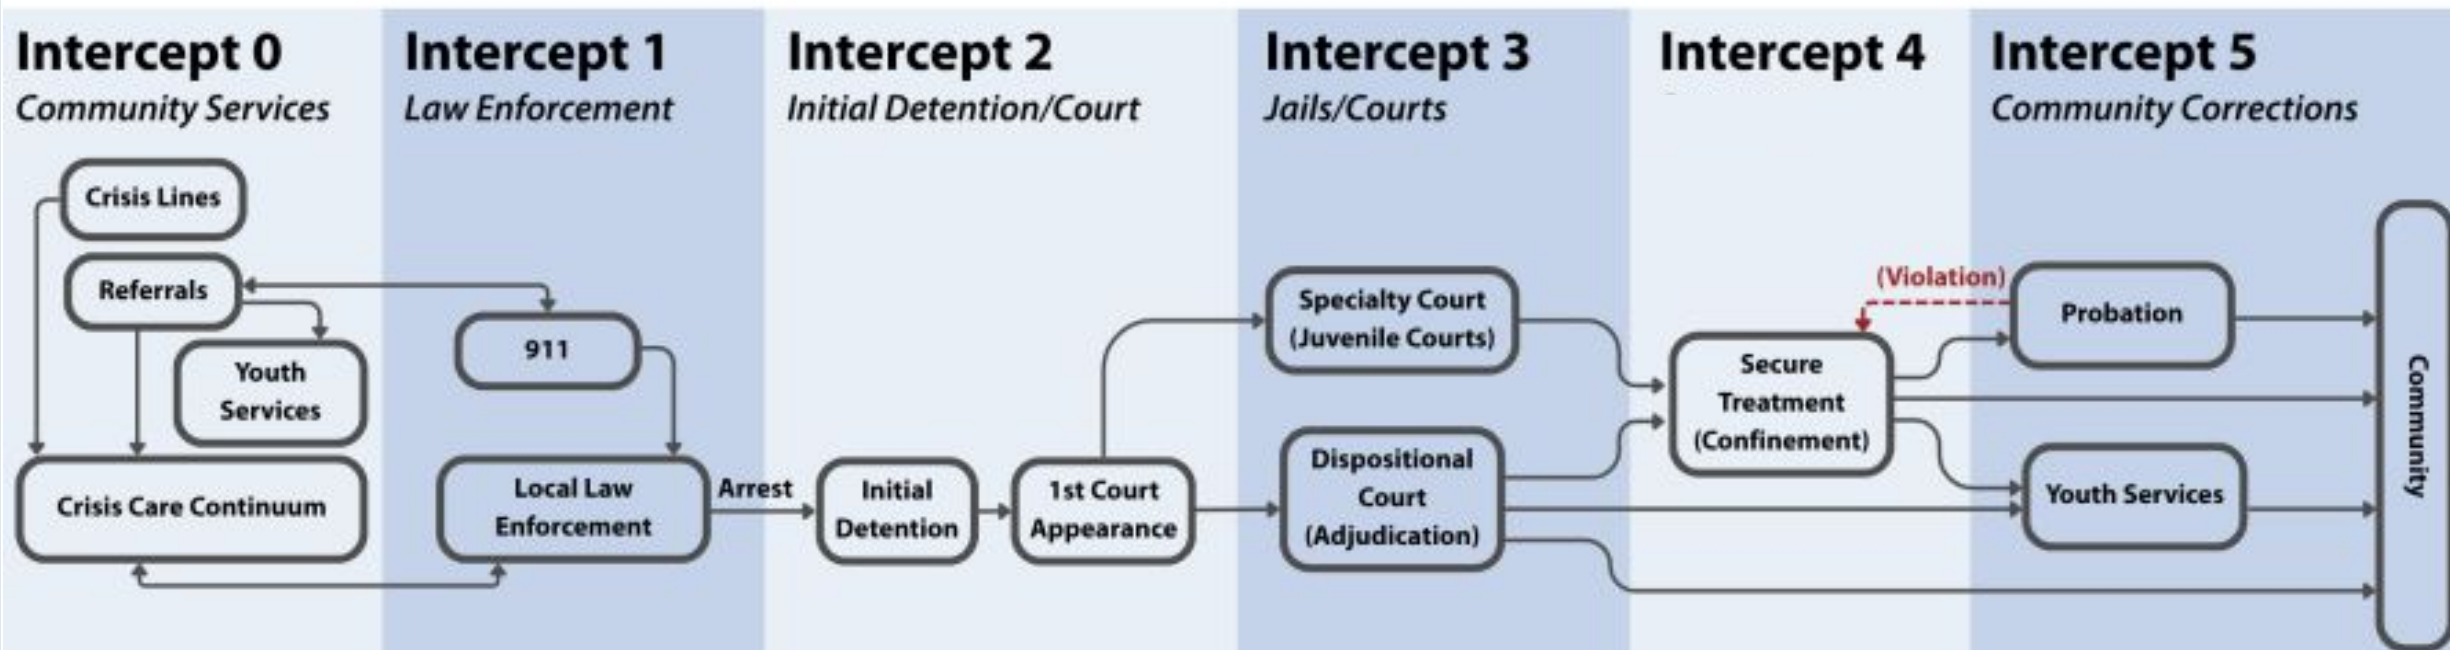 Intercept 0
Community Services
Crisis Lines
Referrals
Youth
Services
Crisis Care Continuum
Intercept 1
Law Enforcement
911
Local Law
Enforcement
Arrest
Intercept 2
Initial Detention/Court
Initial
Detention
1st Court
Appearance
Intercept 3
Jails/Courts
Specialty Court
(Juvenile Courts)
Dispositional
Court
(Adjudication)
Intercept 4
Secure
Treatment
(Confinement)
Intercept 5
Community Corrections
(Violation)
Probation
Youth Services
Community